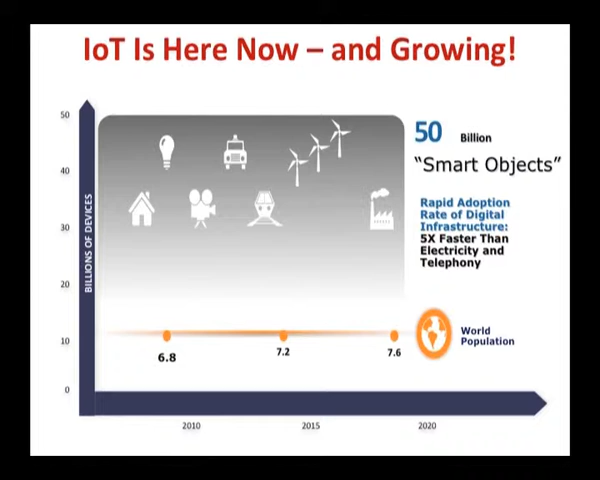 IoT Is Here Now – and Growing!
50
40
30
20
10
0
BILLIONS OF DEVICES
50 Billion
“Smart Objects”
Rapid Adoption
Rate of Digital
Infrastructure:
5X Faster Than
Electricity and
Telephony
World
Population
6.8
7.2
7.6
2010
2015
2020